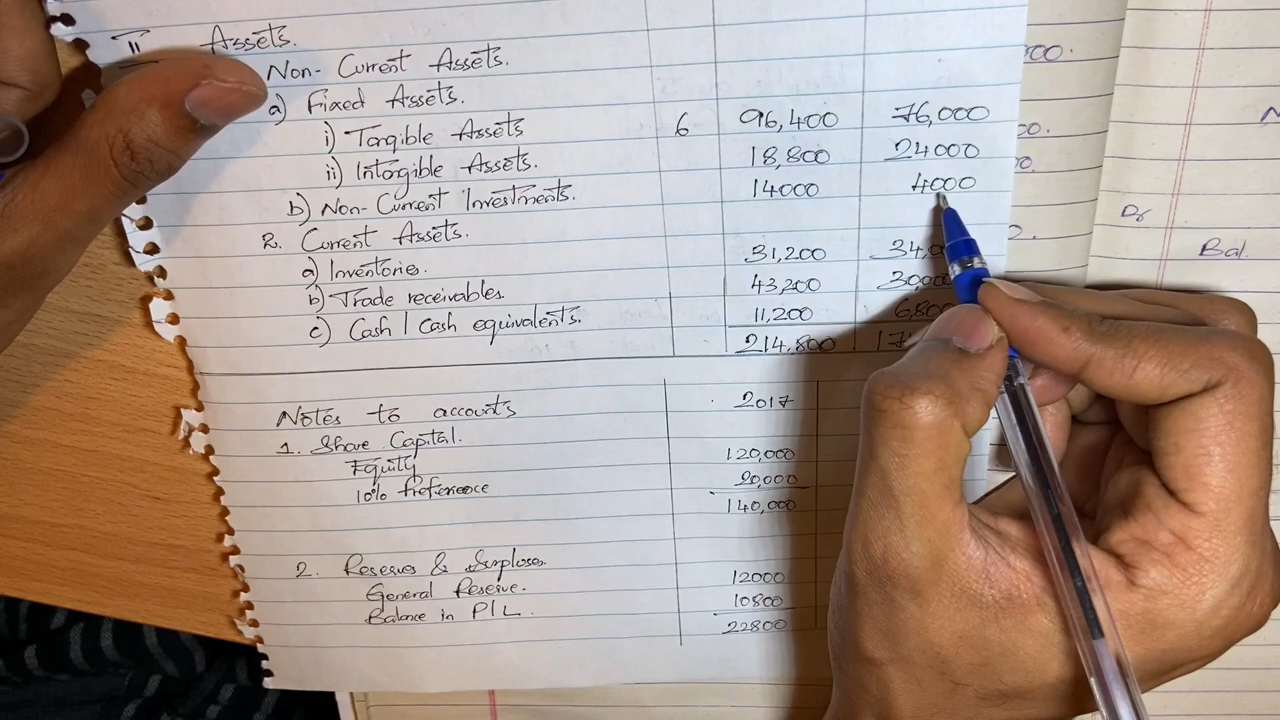 II Assets.
Non-Current Assets.
a) Fixed Assets.
i) Tangible Assets 6 96,400 76,000
ii) Intangible Assets. 18,800 24000
b) Non-Current Investments. 14000 4000
2. Current Assets.
a) Inventories. 31,200
b) Trade receivables 43,200
c) Cash / Cash equivalents. 11,200
214,800
Notes to accounts 2017
1. Share Capital.
Equity 120,000
10% Preference 20,000
140,000
2. Reserves & Surpluses.
General Reserve. 12000
Balance in P/L. 10800
22800
Dr
Bal.